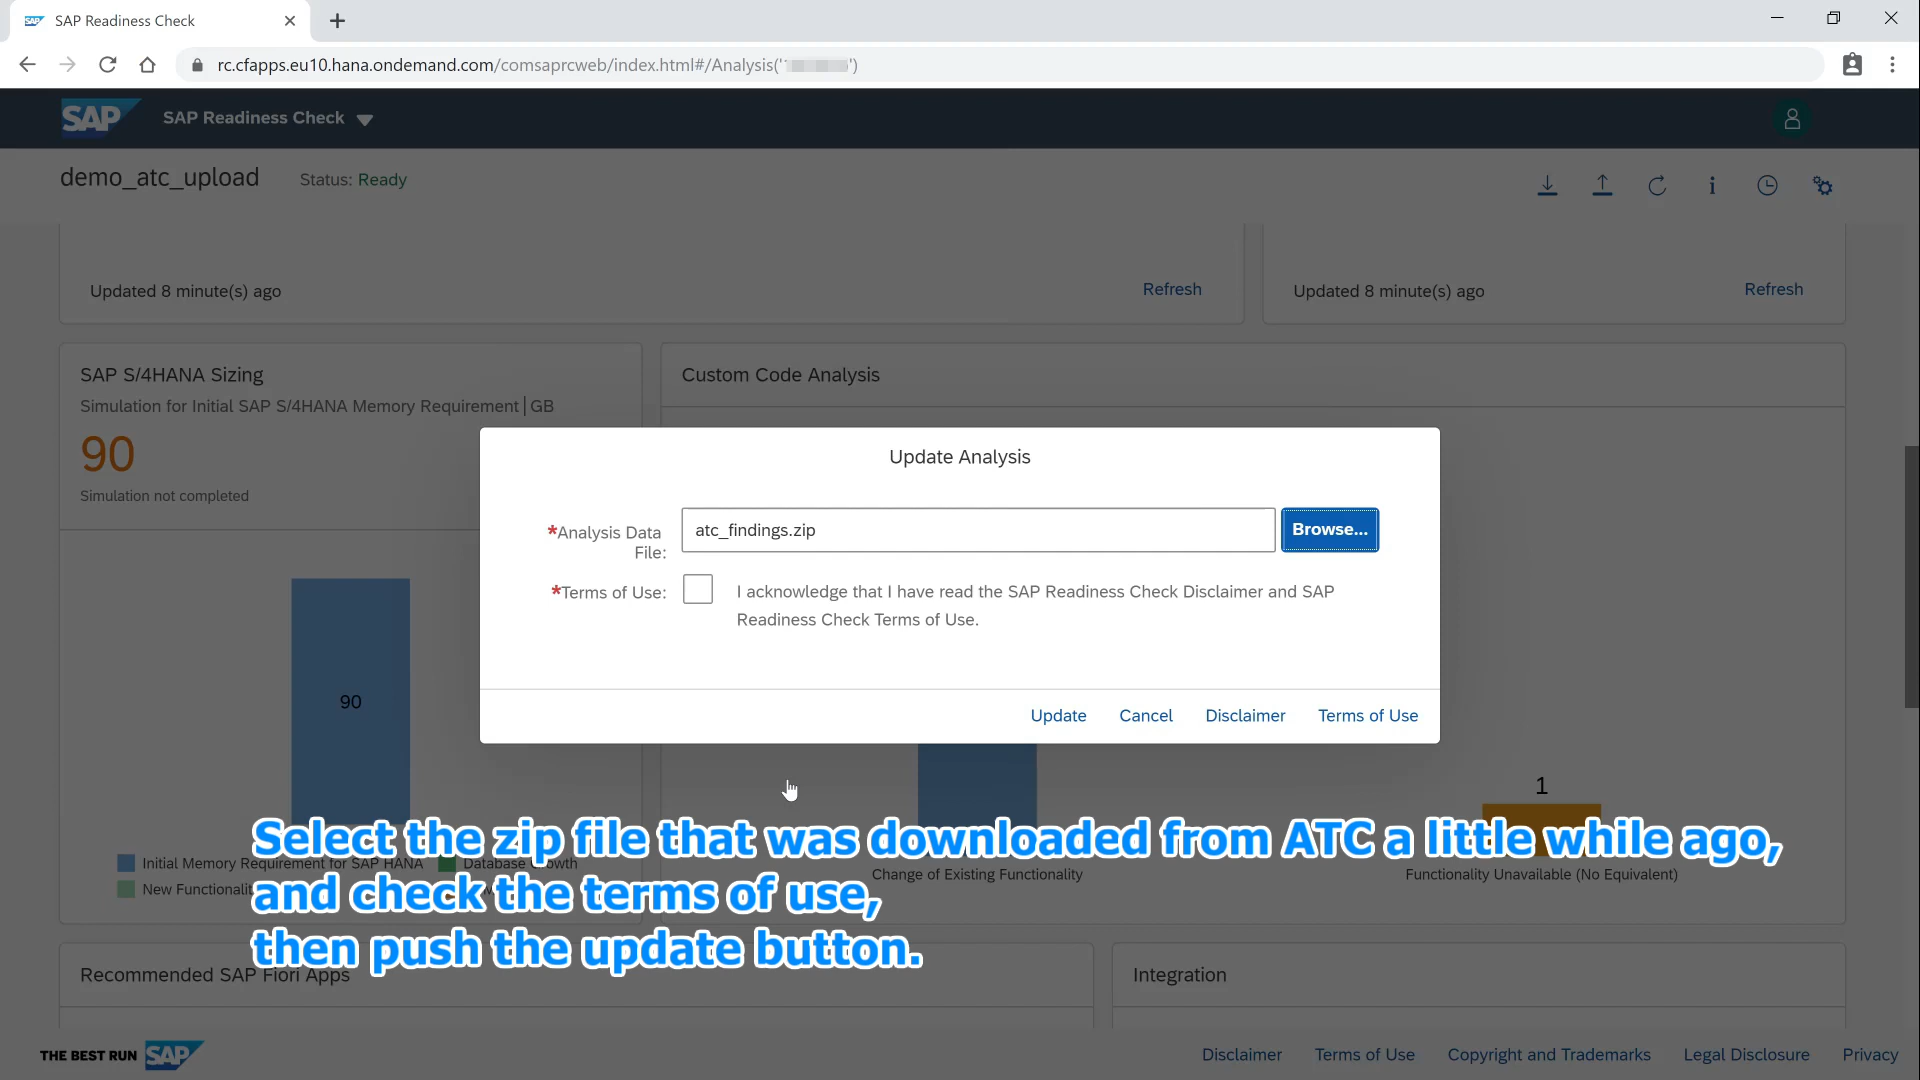 SAP Readiness Check
rc.cfapps.eu10.hana.ondemand.com/comsaprcweb/index.html#/Analysis('')
SAP SAP Readiness Check
demo_atc_upload Status: Ready
Updated 8 minute(s) ago Refresh
Updated 8 minute(s) ago Refresh
SAP S/4HANA Sizing
Simulation for Initial SAP S/4HANA Memory Requirement | GB
90
Simulation not completed
Custom Code Analysis
Update Analysis
*Analysis Data
File:
atc_findings.zip
Browse...
*Terms of Use:
I acknowledge that I have read the SAP Readiness Check Disclaimer and SAP
Readiness Check Terms of Use.
Update Cancel Disclaimer Terms of Use
90
1
Select the zip file that was downloaded from ATC a little while ago,
and check the terms of use,
then push the update button.
Initial Memory Requirement for SAP HANA
Database Growth
New Functionalit
Change of Existing Functionality
Functionality Unavailable (No Equivalent)
Recommended SAP Fiori Apps
Integration
THE BEST RUN SAP
Disclaimer Terms of Use Copyright and Trademarks Legal Disclosure Privacy